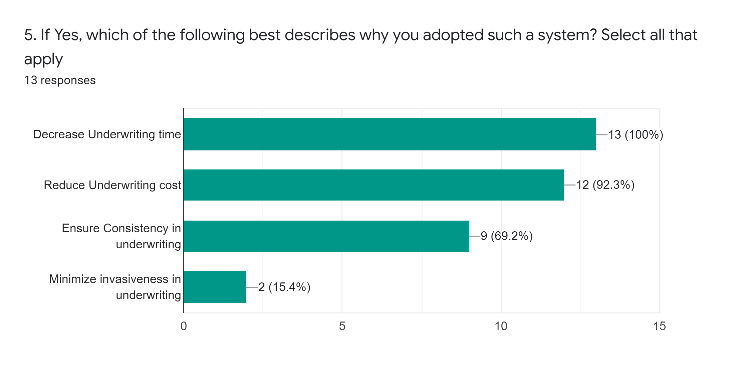 5. If Yes, which of the following best describes why you adopted such a system? Select all that
apply
13 responses
Decrease Underwriting time
13 (100%)
Reduce Underwriting cost
12 (92.3%)
Ensure Consistency in
underwriting
9 (69.2%)
Minimize invasiveness in
underwriting
2 (15.4%)
0
5
10
15